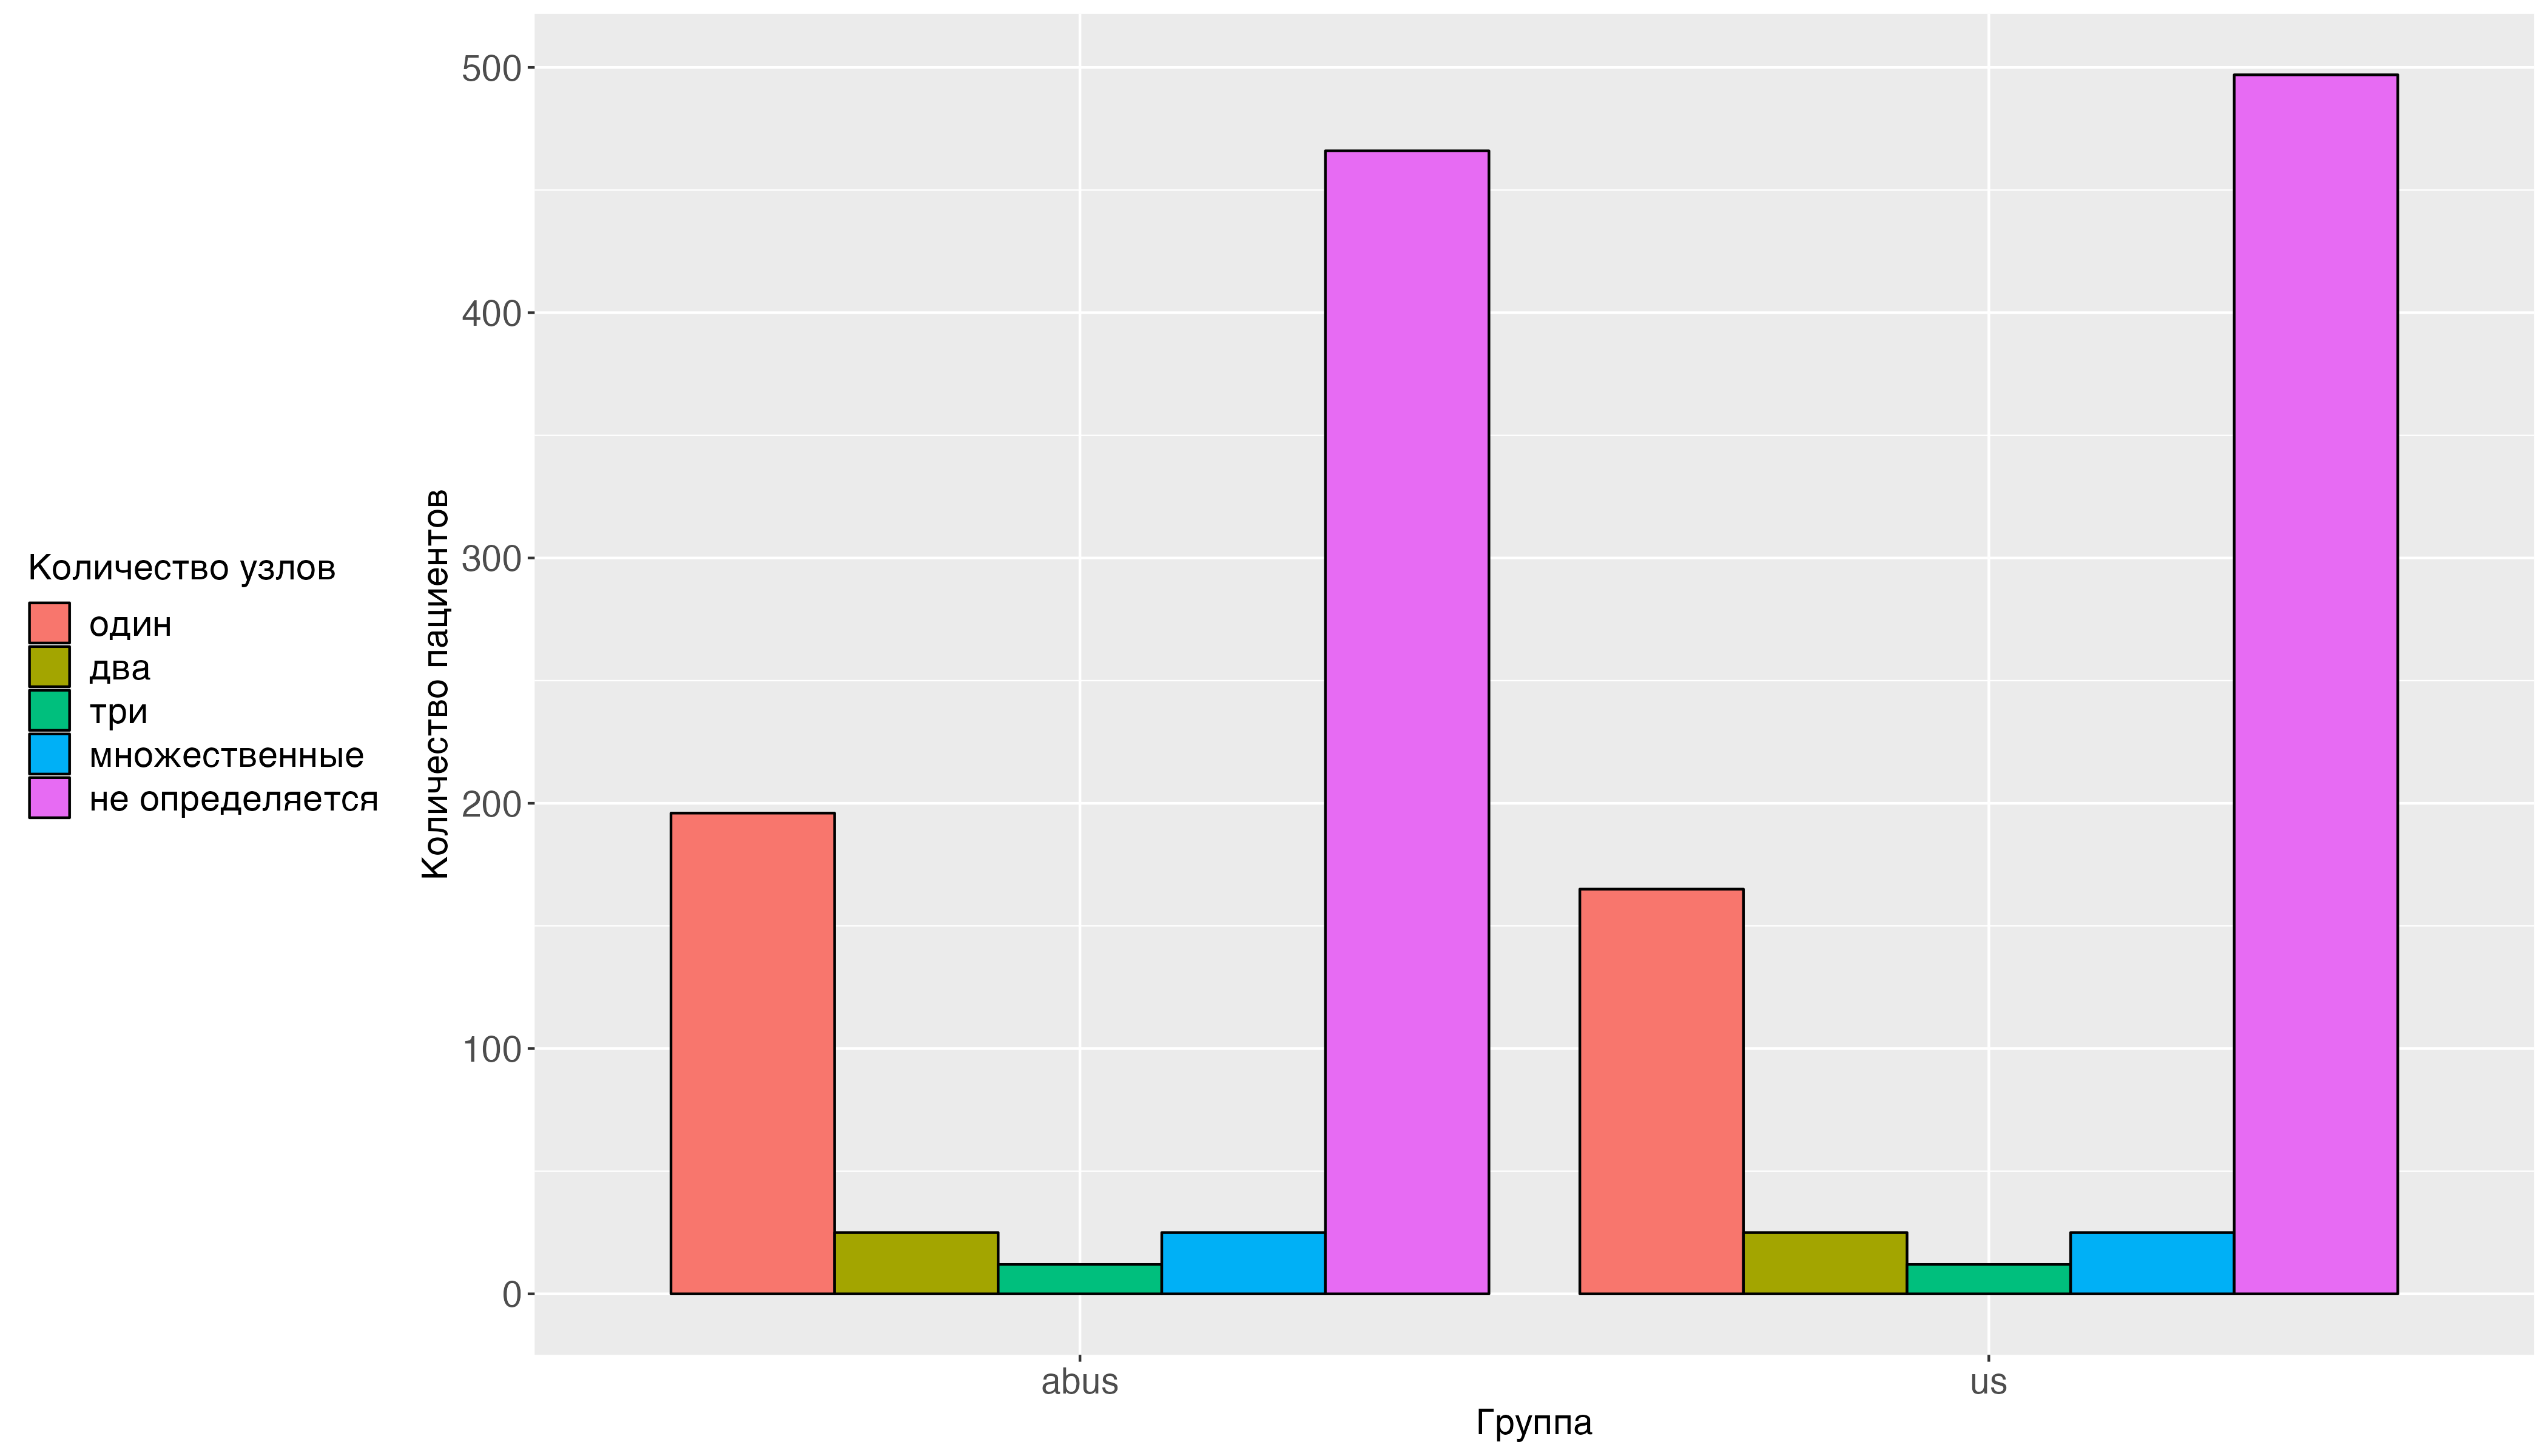 Количество узлов
один
два
три
множественные
не определяется
Количество пациентов
500
400
300
200
100
0
abus
us
Группа